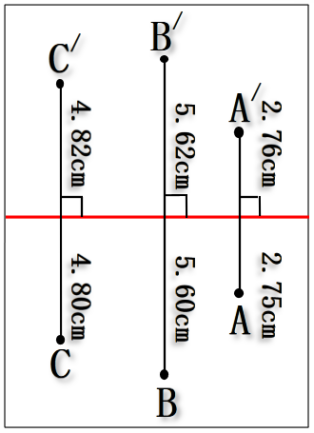 C′
B′
A′
4.82cm
5.62cm
2.76cm
4.80cm
5.60cm
2.75cm
C
B
A